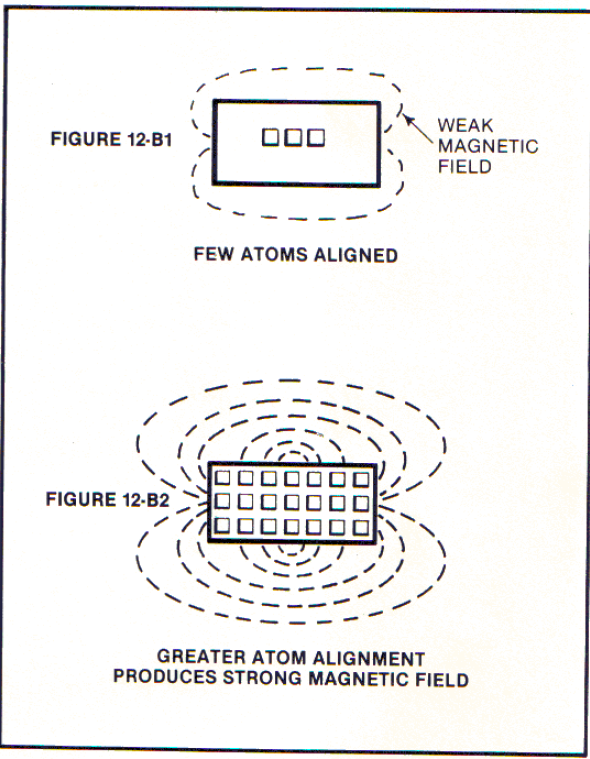 FIGURE 12-B1
WEAK
MAGNETIC
FIELD
FEW ATOMS ALIGNED
FIGURE 12-B2
GREATER ATOM ALIGNMENT
PRODUCES STRONG MAGNETIC FIELD